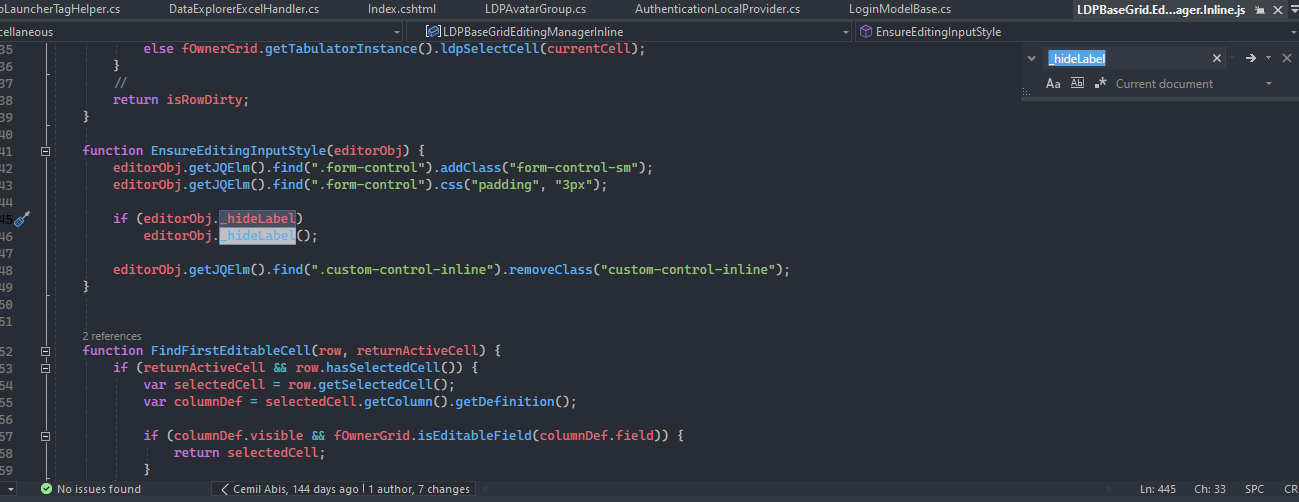 pLauncherTagHelper.cs DataExplorerExcelHandler.cs Index.cshtml LDPAvatarGroup.cs AuthenticationLocalProvider.cs LoginModelBase.cs LDPBaseGrid.Ed...ager.Inline.js
cellaneous LDPBaseGridEditingManagerInline EnsureEditingInputStyle
_hideLabel
Aa Ab Current document
35 else fOwnerGrid.getTabulatorInstance().ldpSelectCell(currentCell);
36 }
37 //
38 return isRowDirty;
39 }
40
41 function EnsureEditingInputStyle(editorObj) {
42 editorObj.getJQElm().find(".form-control").addClass("form-control-sm");
43 editorObj.getJQElm().find(".form-control").css("padding", "3px");
44
45 if (editorObj._hideLabel)
46 editorObj._hideLabel();
47
48 editorObj.getJQElm().find(".custom-control-inline").removeClass("custom-control-inline");
49 }
50
51
2 references
52 function FindFirstEditableCell(row, returnActiveCell) {
53 if (returnActiveCell && row.hasSelectedCell()) {
54 var selectedCell = row.getSelectedCell();
55 var columnDef = selectedCell.getColumn().getDefinition();
56
57 if (columnDef.visible && fOwnerGrid.isEditableField(columnDef.field)) {
58 return selectedCell;
59 }
No issues found Cemil Abis, 144 days ago | 1 author, 7 changes Ln: 445 Ch: 33 SPC CR